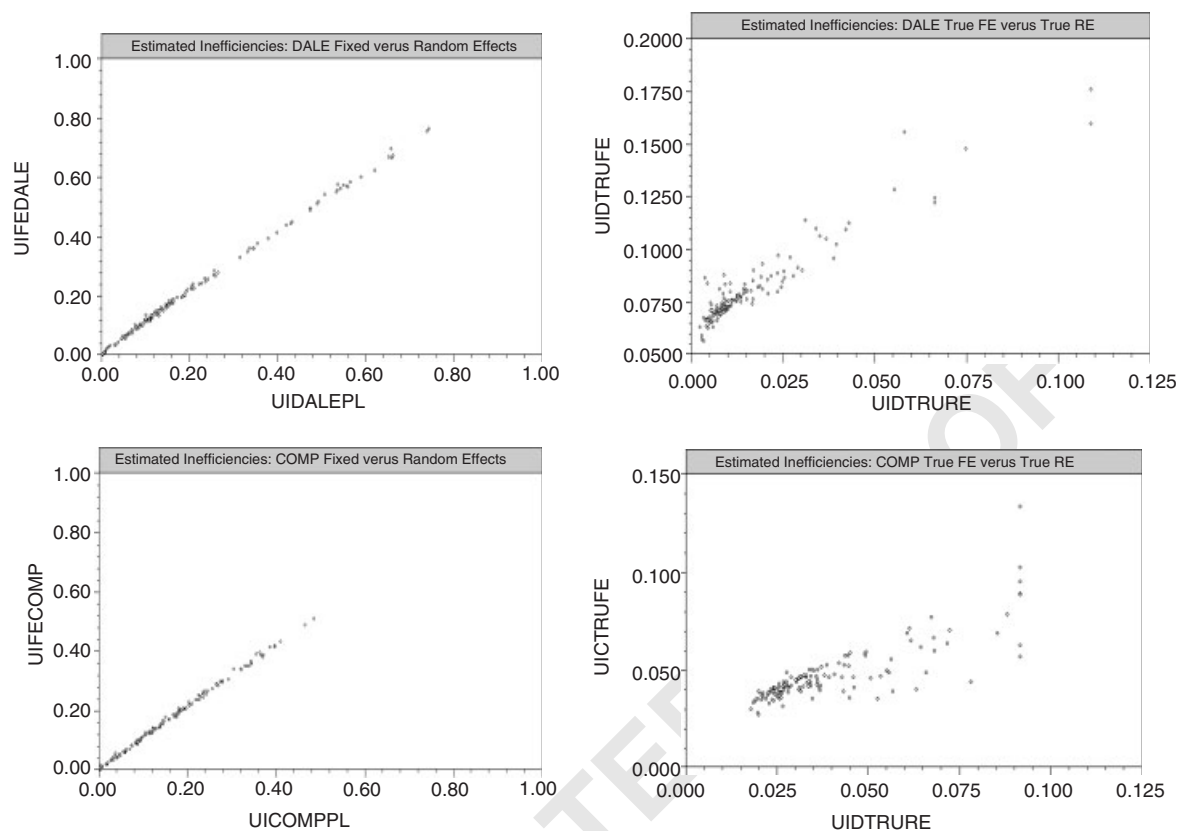 Estimated Inefficiencies: DALE Fixed versus Random Effects
1.00
0.80
0.60
0.40
0.20
0.00
UIFEDALE
0.00 0.20 0.40 0.60 0.80 1.00
UIDALEPL
Estimated Inefficiencies: DALE True FE versus True RE
0.2000
0.1750
0.1500
0.1250
0.1000
0.0750
0.0500
UIDTRUFE
0.000 0.025 0.050 0.075 0.100 0.125
UIDTRURE
Estimated Inefficiencies: COMP Fixed versus Random Effects
1.00
0.80
0.60
0.40
0.20
0.00
UIFECOMP
0.00 0.20 0.40 0.60 0.80 1.00
UICOMPPL
Estimated Inefficiencies: COMP True FE verus True RE
0.150
0.100
0.050
0.000
UICTRUFE
0.000 0.025 0.050 0.075 0.100 0.125
UIDTRURE